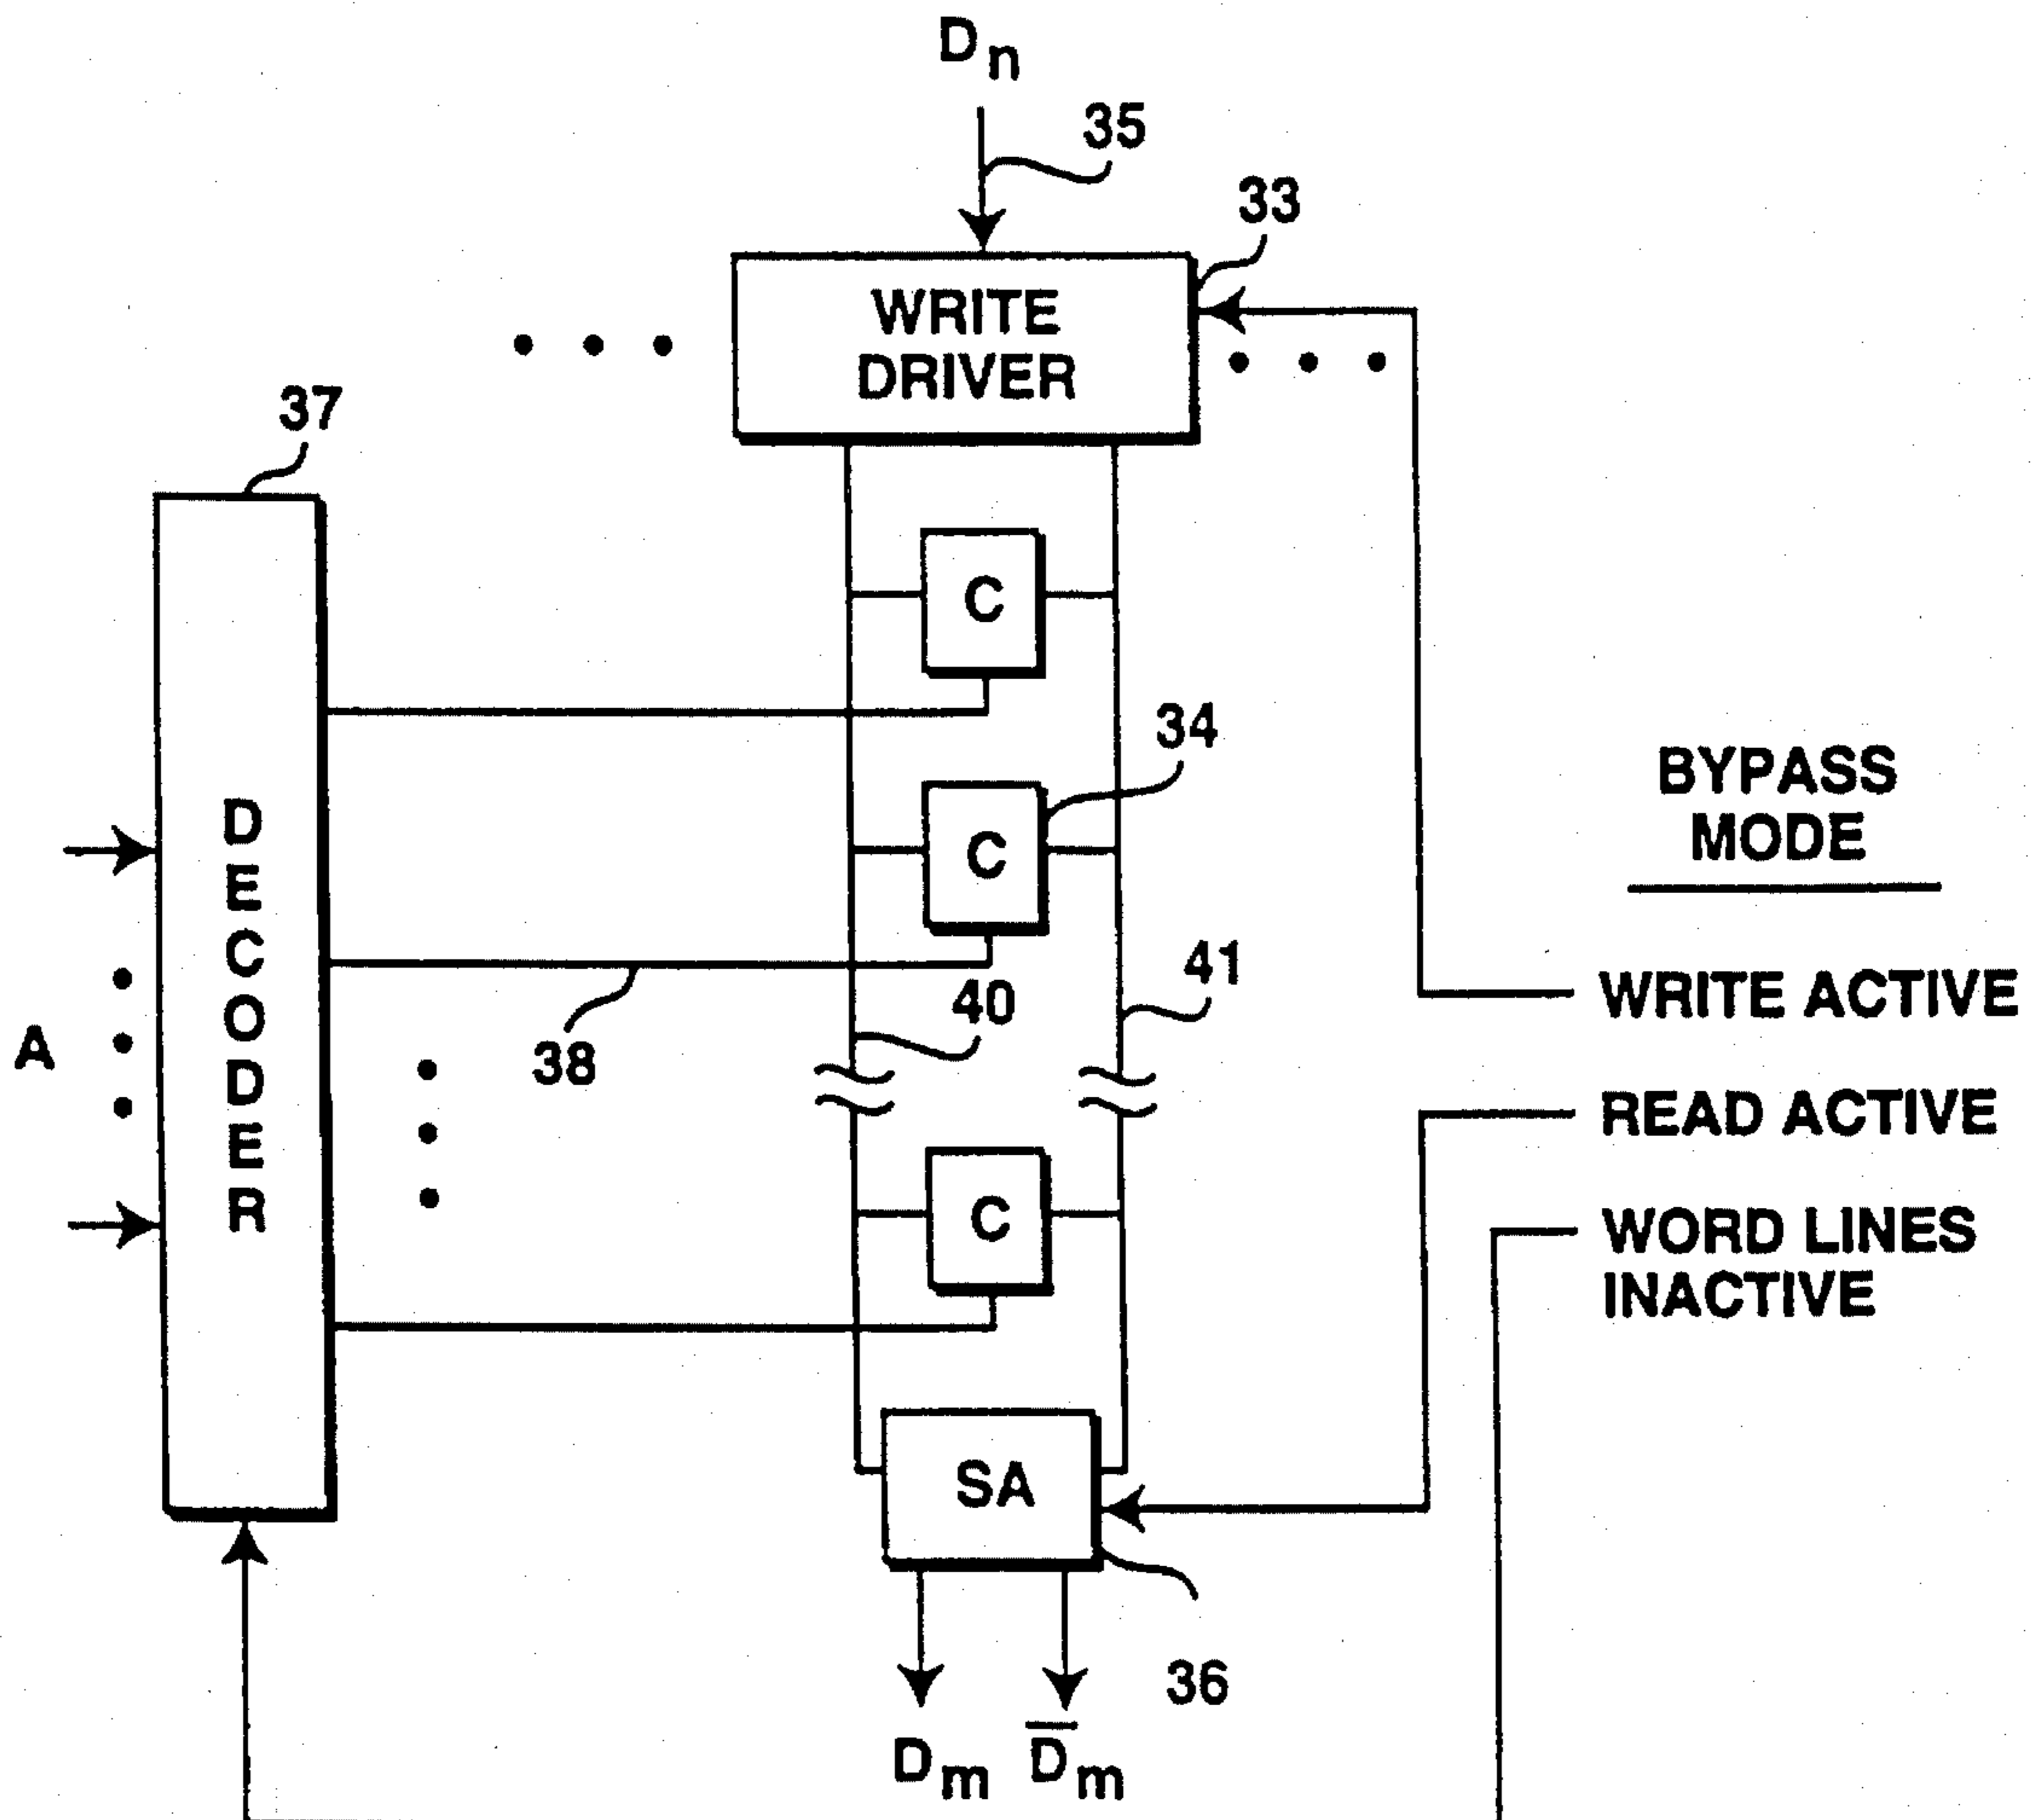 Dn
35
33
WRITE
DRIVER
37
C
34
C
BYPASS
MODE
DECODER
A
38
40
41
WRITE ACTIVE
READ ACTIVE
C
WORD LINES
INACTIVE
SA
36
Dm D̅m